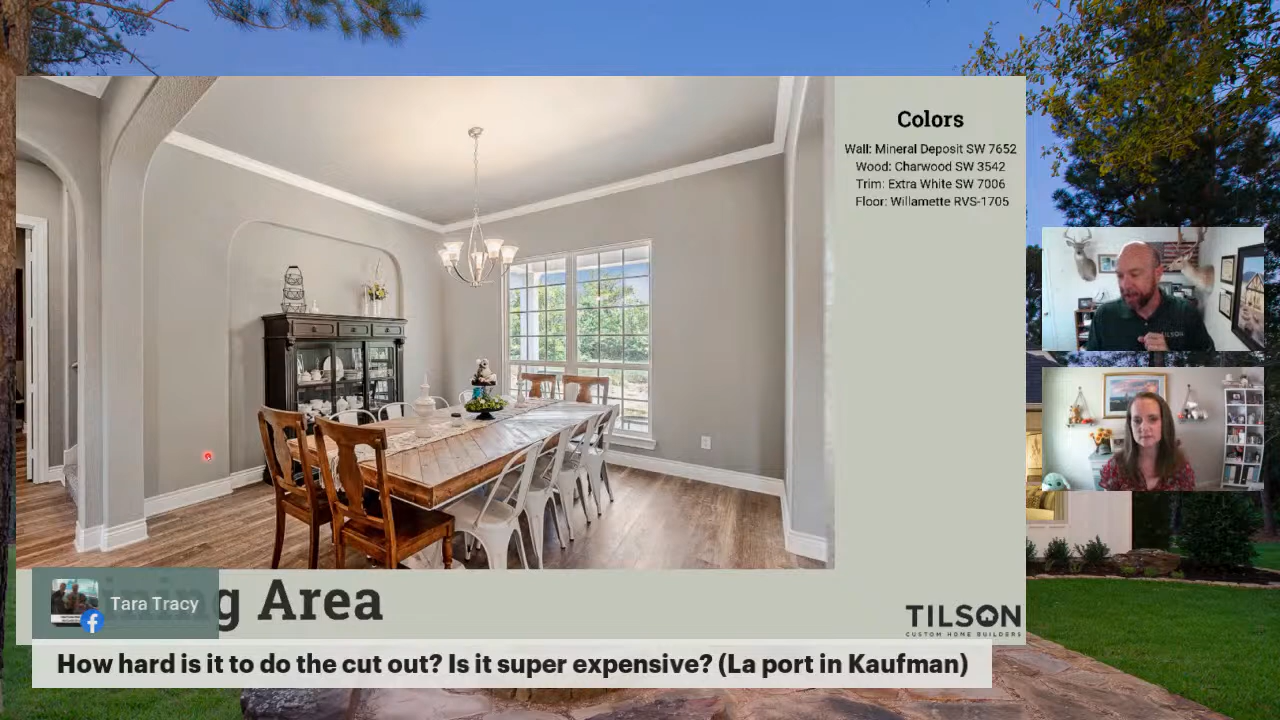 Colors
Wall: Mineral Deposit SW 7652
Wood: Charwood SW 3542
Trim: Extra White SW 7006
Floor: Willamette RVS-1705
TILSON
Tara Tracy
g Area
TILSON
CUSTOM HOME BUILDERS
How hard is it to do the cut out? Is it super expensive? (La port in Kaufman)